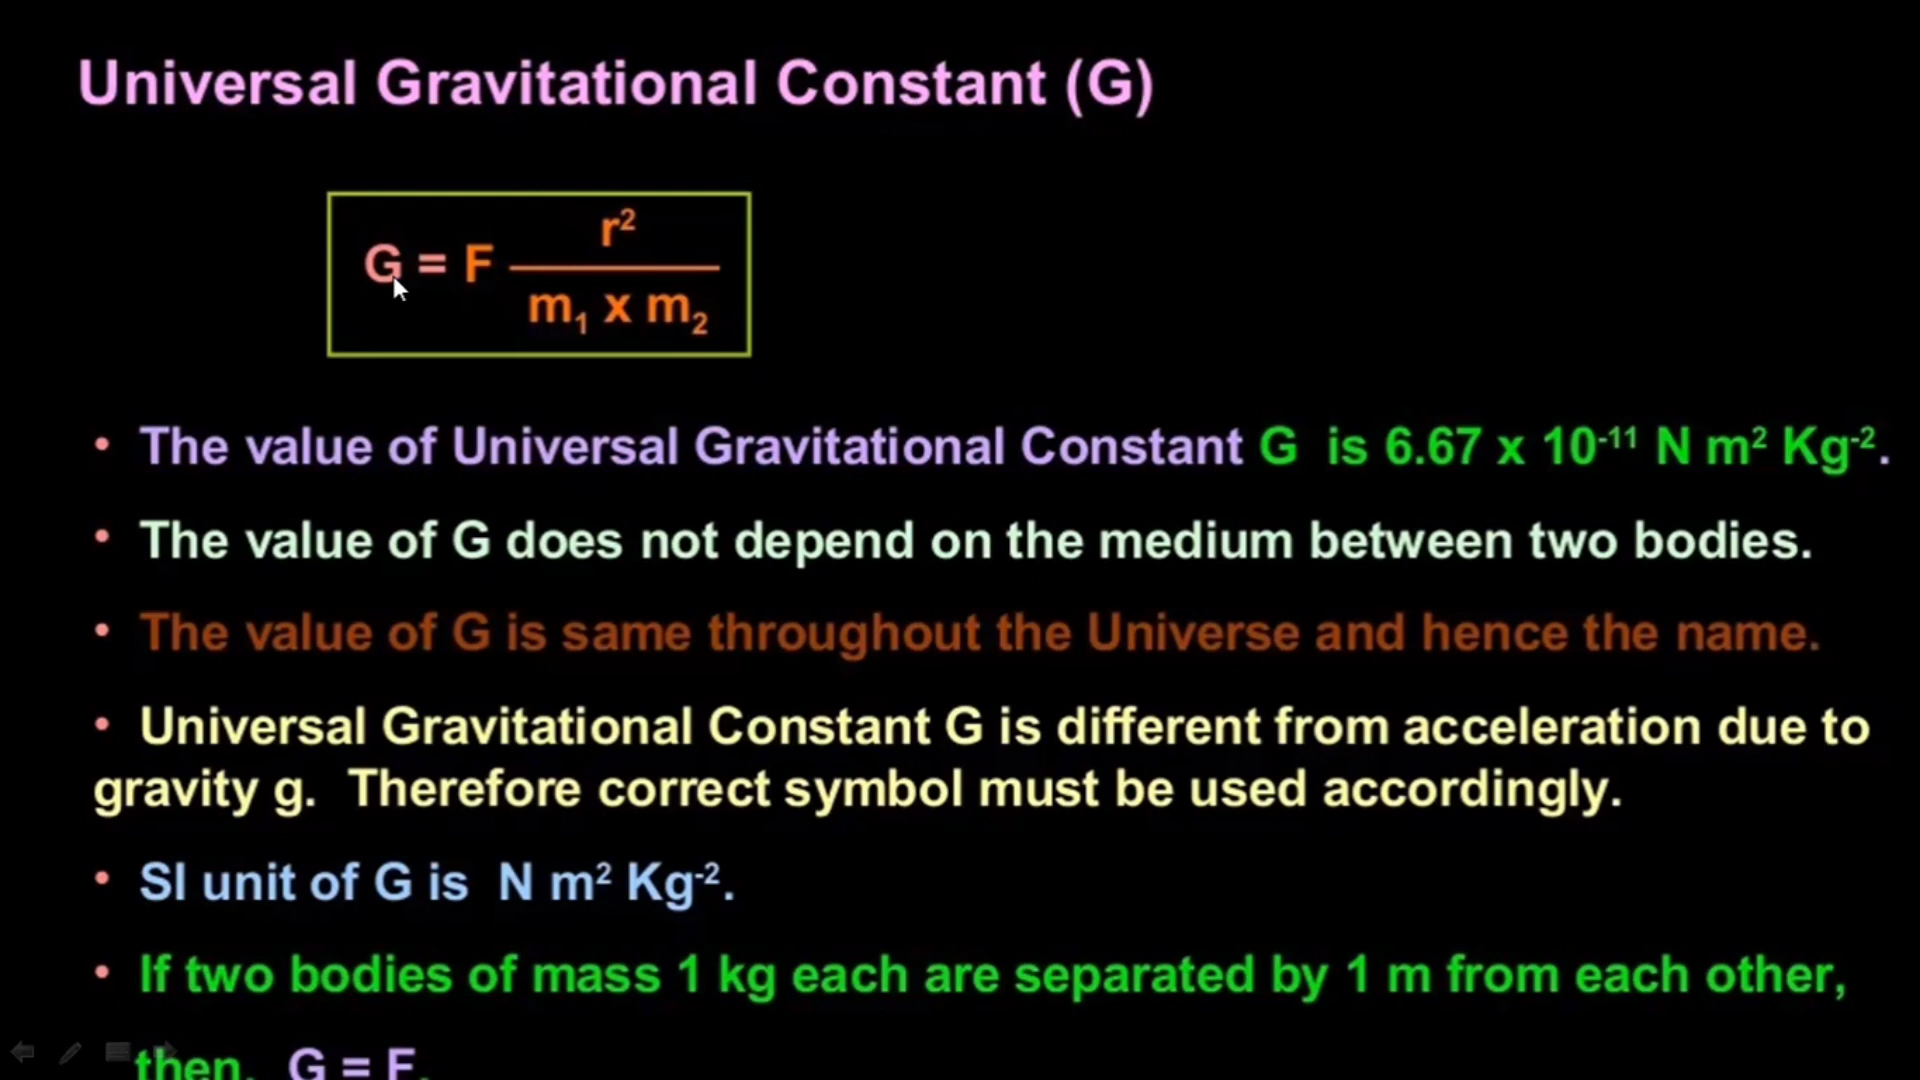 Universal Gravitational Constant (G)
G = F r² / m₁ x m₂
• The value of Universal Gravitational Constant G is 6.67 x 10⁻¹¹ N m² Kg⁻².
• The value of G does not depend on the medium between two bodies.
• The value of G is same throughout the Universe and hence the name.
• Universal Gravitational Constant G is different from acceleration due to
gravity g. Therefore correct symbol must be used accordingly.
• SI unit of G is N m² Kg⁻².
• If two bodies of mass 1 kg each are separated by 1 m from each other,
then, G = F.